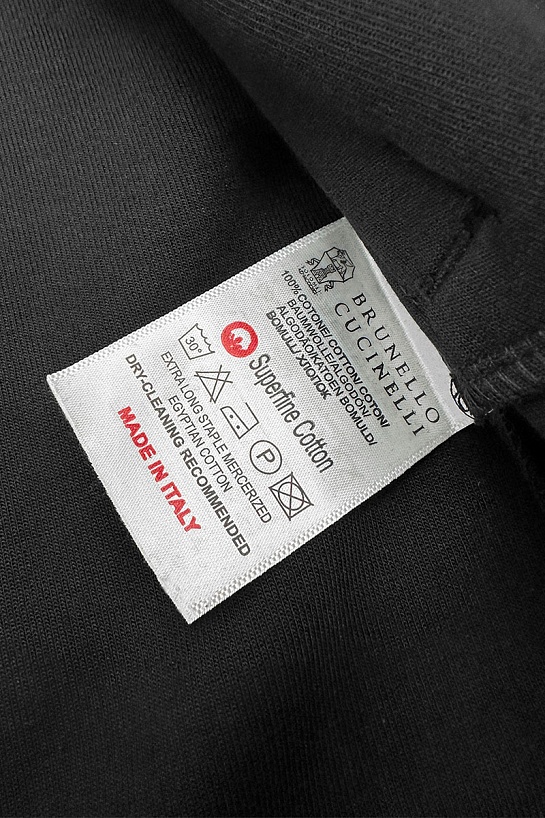 BRUNELLO
CUCINELLI
100% COTONE/COTTON/COTON/
BAUMWOLLE/ALGODÓN/
ALGODÃO/KATOEN BOMULD/
BOMULL/ХЛОПОК
Superfine Cotton
30°
P
EXTRA LONG STAPLE MERCERIZED
EGYPTIAN COTTON
DRY-CLEANING RECOMMENDED
MADE IN ITALY